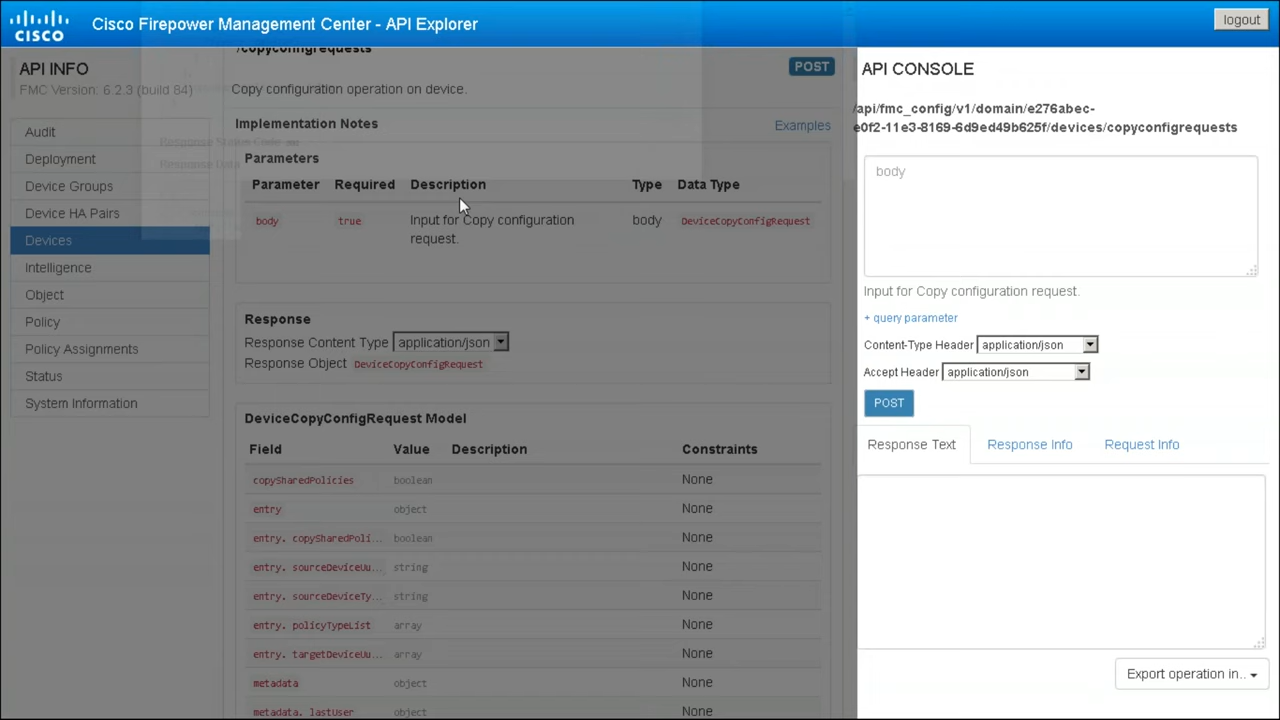 cisco
Cisco Firepower Management Center - API Explorer
logout
API INFO
FMC Version: 6.2.3 (build 84)
Audit
Deployment
Device Groups
Device HA Pairs
Devices
Intelligence
Object
Policy
Policy Assignments
Status
System Information
/copyconfigrequests
POST
Copy configuration operation on device.
Implementation Notes
Examples
Response Status Code
Response Data
Parameters
Parameter Required Description Type Data Type
body true Input for Copy configuration body DeviceCopyConfigRequest
request.
Response
Response Content Type application/json
Response Object DeviceCopyConfigRequest
DeviceCopyConfigRequest Model
Field Value Description Constraints
copySharedPolicies boolean None
entry object None
entry. copySharedPoli... boolean None
entry. sourceDeviceUu... string None
entry. sourceDeviceTy... string None
entry. policyTypeList array None
entry. targetDeviceUu... array None
metadata object None
metadata. lastUser object None
API CONSOLE
/api/fmc_config/v1/domain/e276abec-
e0f2-11e3-8169-6d9ed49b625f/devices/copyconfigrequests
body
Input for Copy configuration request.
+ query parameter
Content-Type Header application/json
Accept Header application/json
POST
Response Text Response Info Request Info
Export operation in..